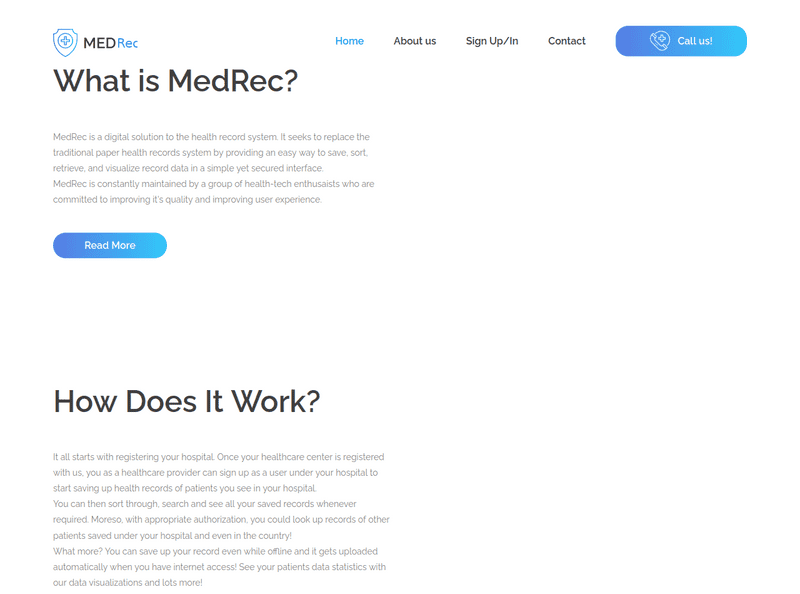 MEDRec
Home
About us
Sign Up/In
Contact
Call us!
What is MedRec?
MedRec is a digital solution to the health record system. It seeks to replace the
traditional paper health records system by providing an easy way to save, sort,
retrieve, and visualize record data in a simple yet secured interface.
MedRec is constantly maintained by a group of health-tech enthusaists who are
committed to improving it's quality and improving user experience.
Read More
How Does It Work?
It all starts with registering your hospital. Once your healthcare center is registered
with us, you as a healthcare provider can sign up as a user under your hospital to
start saving up health records of patients you see in your hospital.
You can then sort through, search and see all your saved records whenever
required. Moreso, with appropriate authorization, you could look up records of other
patients saved under your hospital and even in the country!
What more? You can save up your record even while offline and it gets uploaded
automatically when you have internet access! See your patients data statistics with
our data visualizations and lots more!